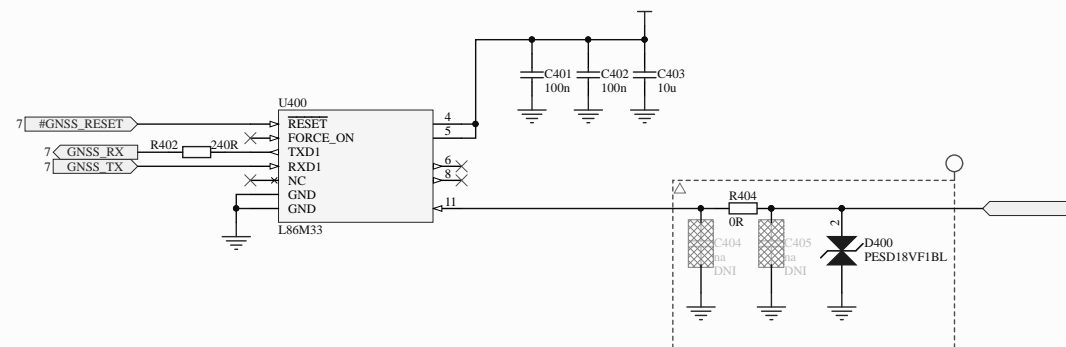 C401
100n
C402
100n
C403
10u
U400
7 #GNSS_RESET
RESET
4
FORCE_ON
5
7 GNSS_RX
R402
240R
TXD1
7 GNSS_TX
RXD1
6
NC
8
GND
GND
11
L86M33
R404
0R
C404
na
DNI
C405
na
DNI
2
D400
PESD18VF1BL